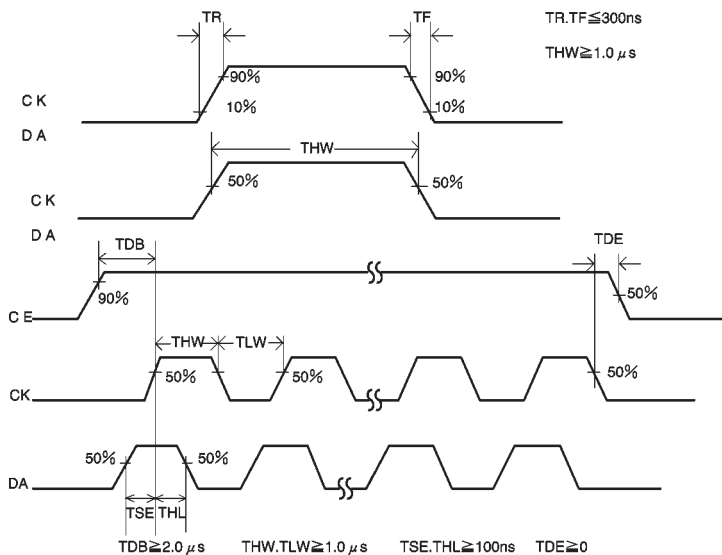 TR TF TR.TF≦300ns
THW≧1.0 μs
90% 90%
CK 10% 10%
DA
THW
50% 50%
CK
DA
TDB TDE
90% 50%
CE
THW TLW
50% 50% 50%
CK
50% 50%
DA
TSE THL
TDB≧2.0 μs THW.TLW≧1.0 μs TSE.THL≧100ns TDE≧0